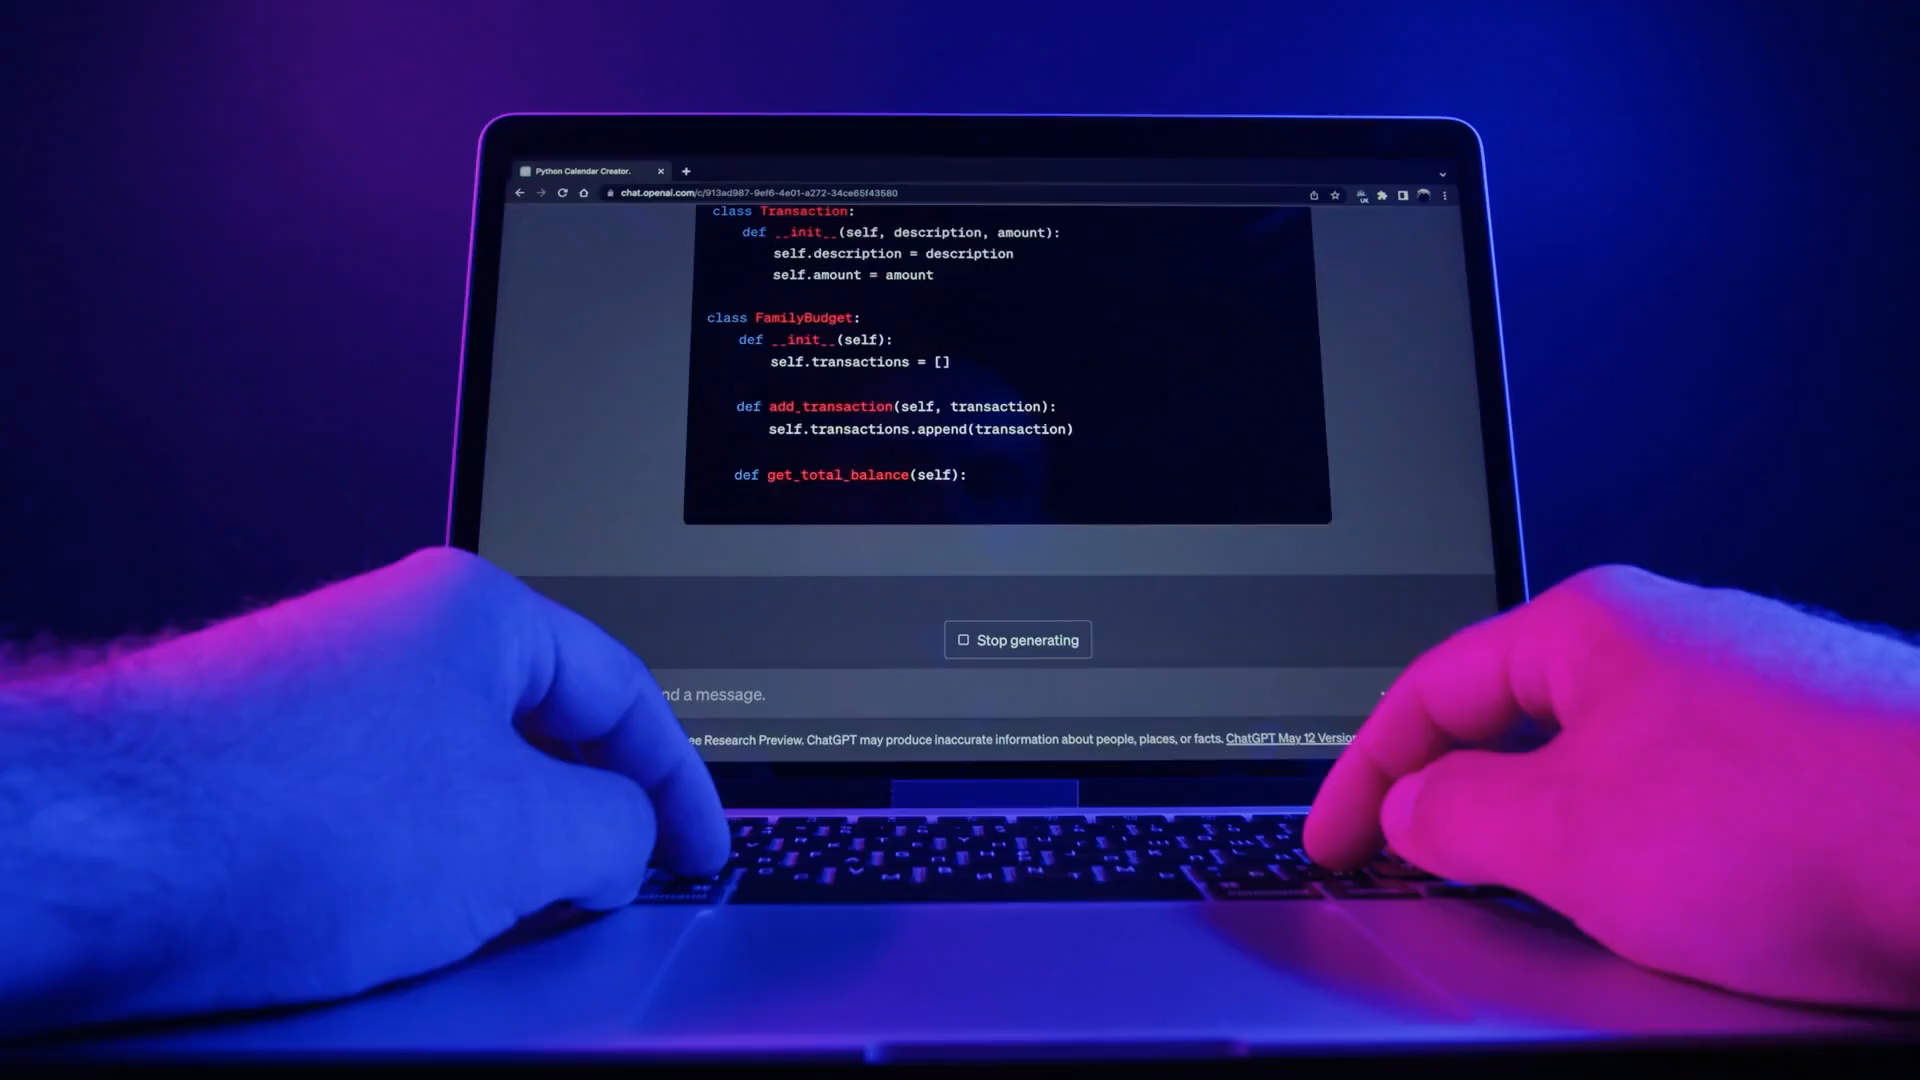 Python Calendar Creator.
chat.openai.com/c/913ad987-9ef6-4e01-a272-34ce65f43580
UK
class Transaction:
def __init__(self, description, amount):
self.description = description
self.amount = amount
class FamilyBudget:
def __init__(self):
self.transactions = []
def add_transaction(self, transaction):
self.transactions.append(transaction)
def get_total_balance(self):
Stop generating
nd a message.
ee Research Preview. ChatGPT may produce inaccurate information about people, places, or facts. ChatGPT May 12 Version